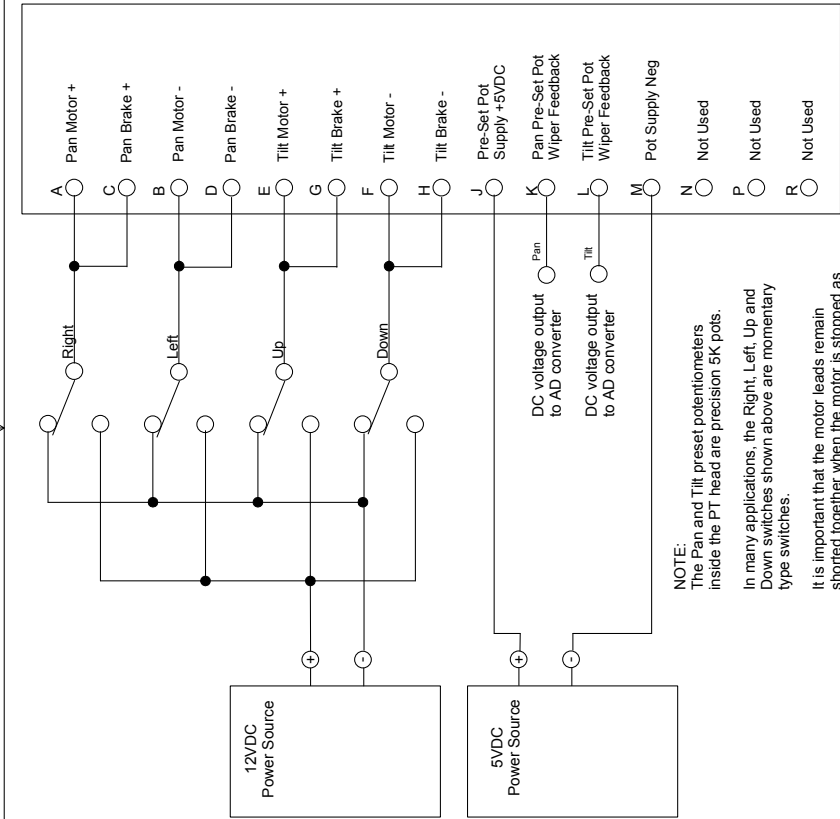 A
Pan Motor +
C
Pan Brake +
B
Pan Motor -
D
Pan Brake -
E
Tilt Motor +
G
Tilt Brake +
F
Tilt Motor -
H
Tilt Brake -
J
Pre-Set Pot
Supply +5VDC
K
Pan Pre-Set Pot
Wiper Feedback
L
Tilt Pre-Set Pot
Wiper Feedback
M
Pot Supply Neg
N
Not Used
P
Not Used
R
Not Used
Right
Left
Up
Down
Pan
DC voltage output
to AD converter
Tilt
DC voltage output
to AD converter
12VDC
Power Source
+
-
5VDC
Power Source
+
-
NOTE:
The Pan and Tilt preset potentiometers
inside the PT head are precision 5K pots.
In many applications, the Right, Left, Up and
Down switches shown above are momentary
type switches.
It is important that the motor leads remain
shorted together when the motor is stopped as